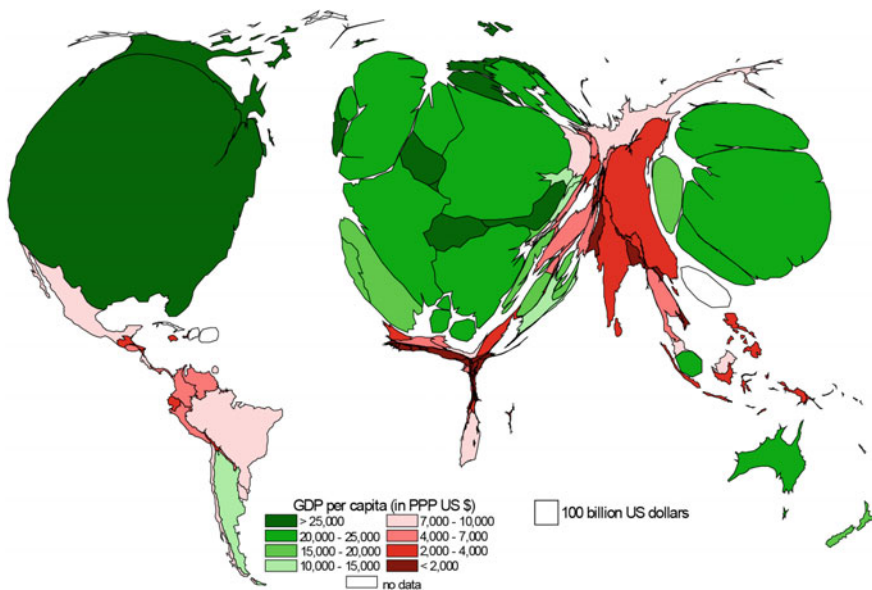 GDP per capita (in PPP US $)
> 25,000
7,000 - 10,000
20,000 - 25,000
4,000 - 7,000
15,000 - 20,000
2,000 - 4,000
10,000 - 15,000
< 2,000
no data
100 billion US dollars